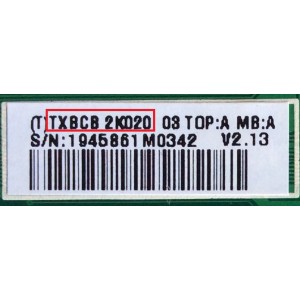 (T)TXBCB 2K020 03 TOP:A MB:A
S/N:1945861M0342 V2.13